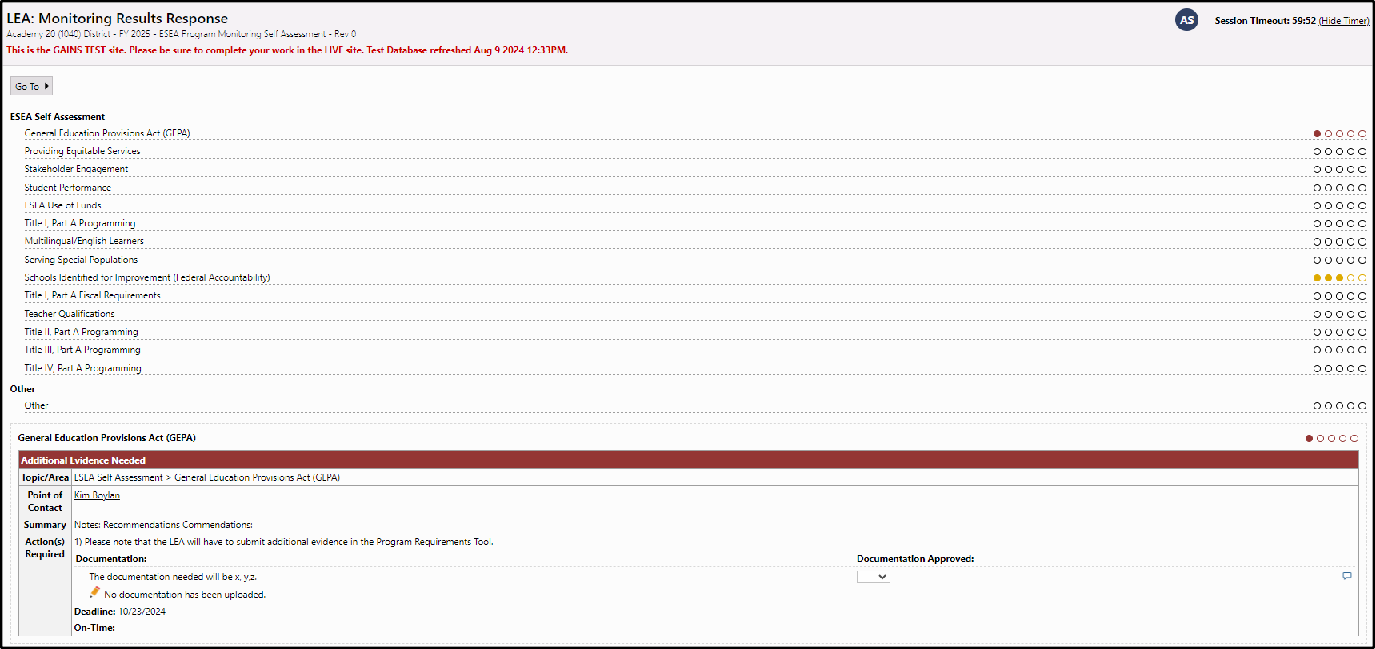 LEA: Monitoring Results Response
AS
Session Timeout: 59:52 (Hide Timer)
Academy 20 (1040) District - FY 2025 - ESEA Program Monitoring Self Assessment - Rev 0
This is the GAINS TEST site. Please be sure to complete your work in the LIVE site. Test Database refreshed Aug 9 2024 12:33PM.
Go To
ESEA Self Assessment
General Education Provisions Act (GEPA)
Providing Equitable Services
Stakeholder Engagement
Student Performance
ESEA Use of Funds
Title I, Part A Programming
Multilingual/English Learners
Serving Special Populations
Schools Identified for Improvement (Federal Accountability)
Title I, Part A Fiscal Requirements
Teacher Qualifications
Title II, Part A Programming
Title III, Part A Programming
Title IV, Part A Programming
Other
Other
General Education Provisions Act (GEPA)
Additional Evidence Needed
Topic/Area ESEA Self Assessment > General Education Provisions Act (GEPA)
Point of Contact Kim Boylan
Summary Notes: Recommendations Commendations:
Action(s) Required 1) Please note that the LEA will have to submit additional evidence in the Program Requirements Tool.
Documentation: Documentation Approved:
The documentation needed will be x, y,z.
No documentation has been uploaded.
Deadline: 10/23/2024
On-Time: